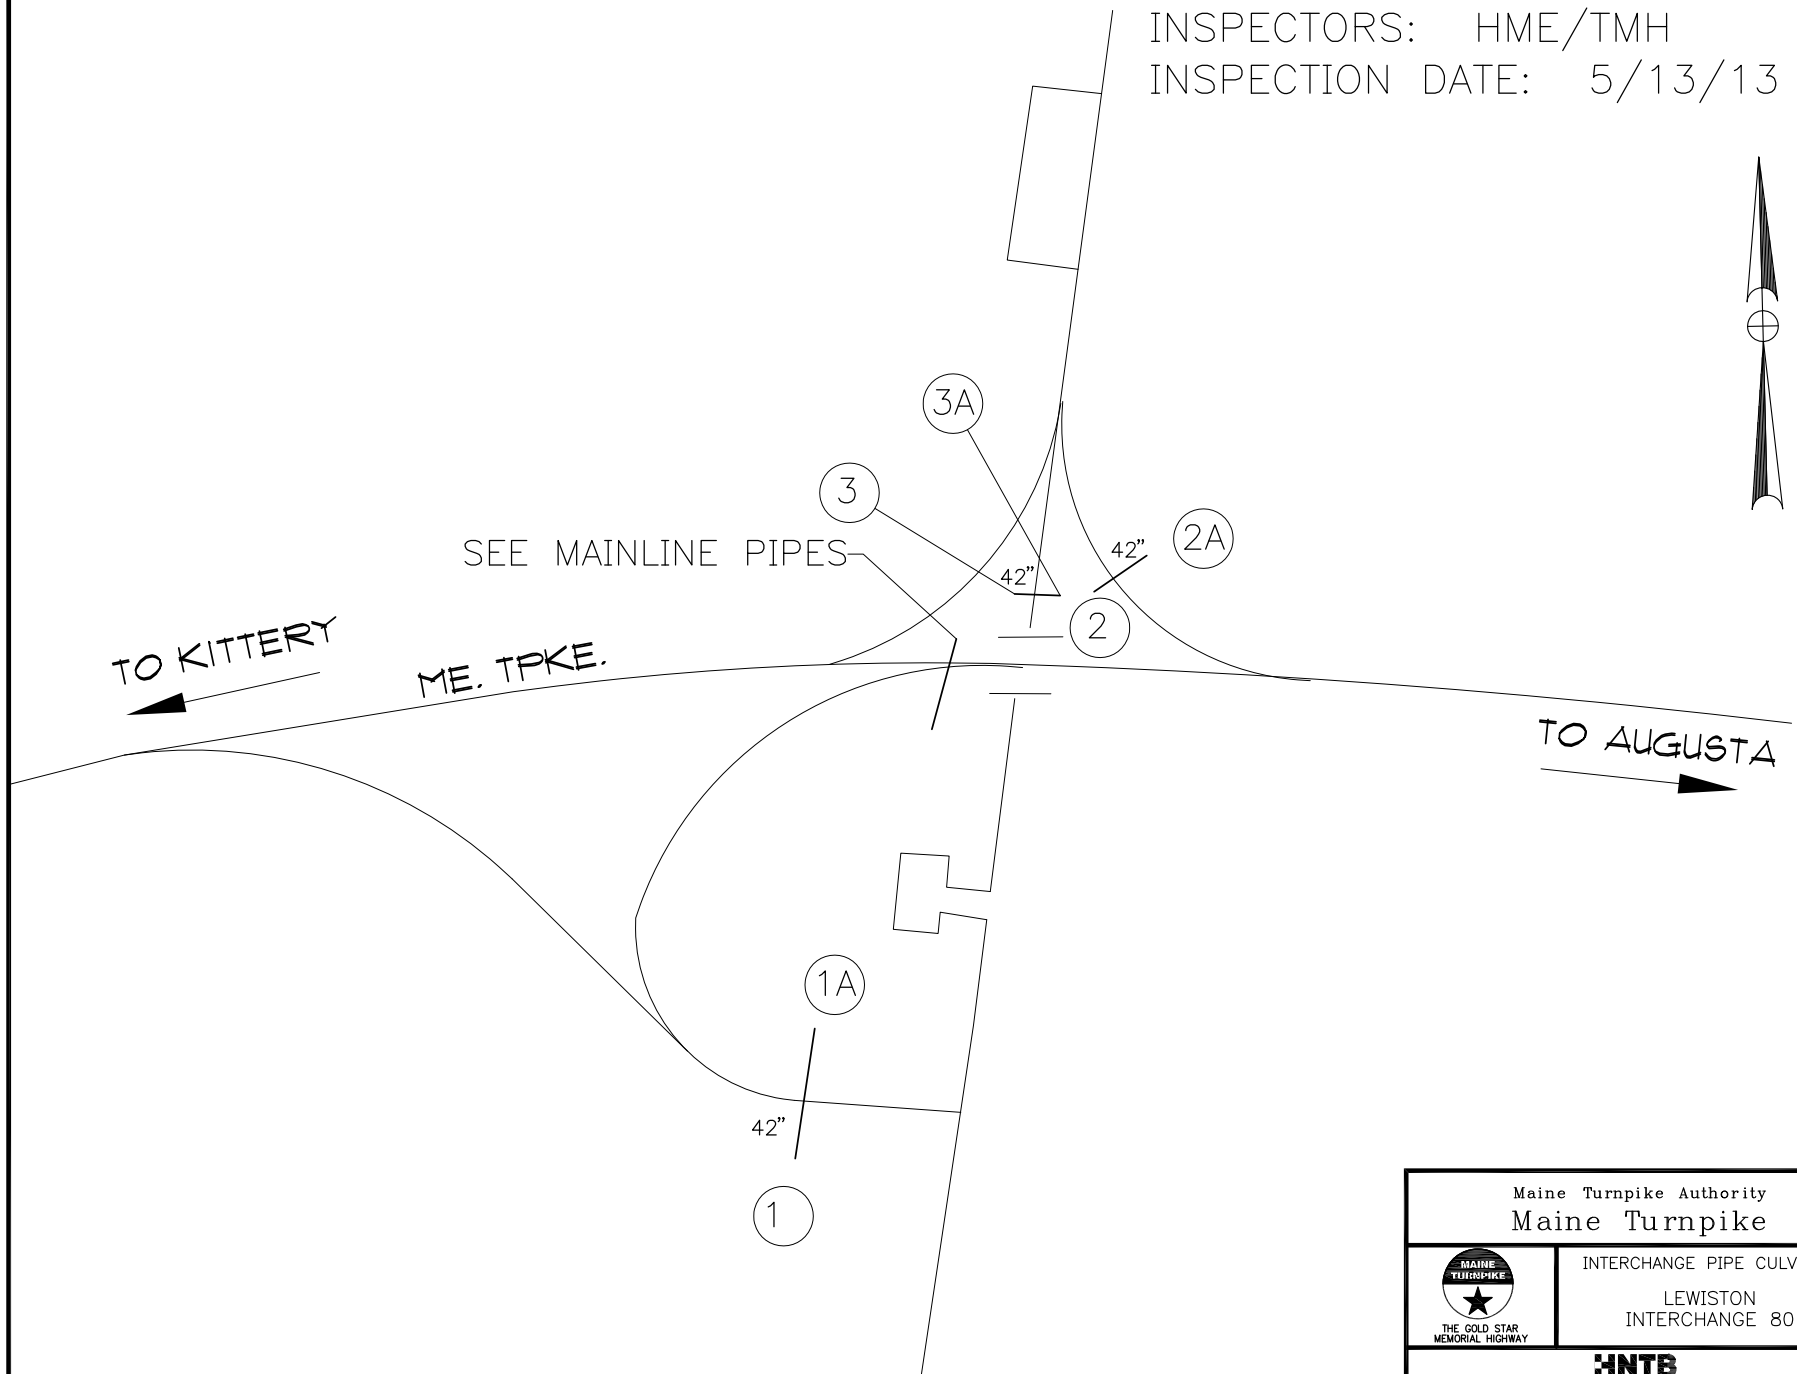 INSPECTORS: HME/TMH
INSPECTION DATE: 5/13/13
3A
3
2A
42”
42”
SEE MAINLINE PIPES
2
TO KITTERY
ME. TPKE.
TO AUGUSTA
1A
42”
1
Maine Turnpike Authority
Maine Turnpike
MAINE
TURNPIKE
THE GOLD STAR
MEMORIAL HIGHWAY
INTERCHANGE PIPE CULV
LEWISTON
INTERCHANGE 80
HNTB